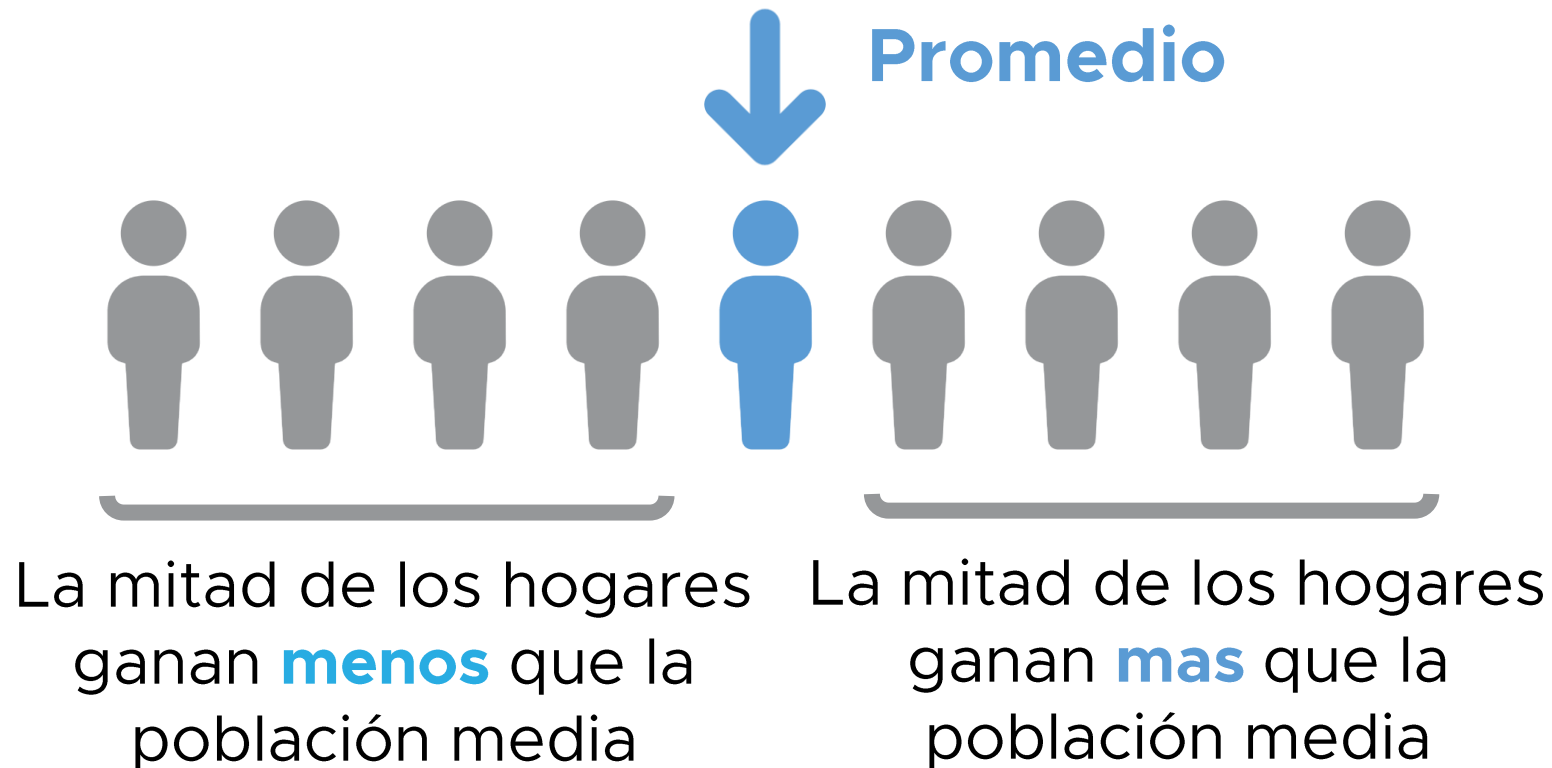 Promedio
La mitad de los hogares
ganan menos que la
población media
La mitad de los hogares
ganan mas que la
población media